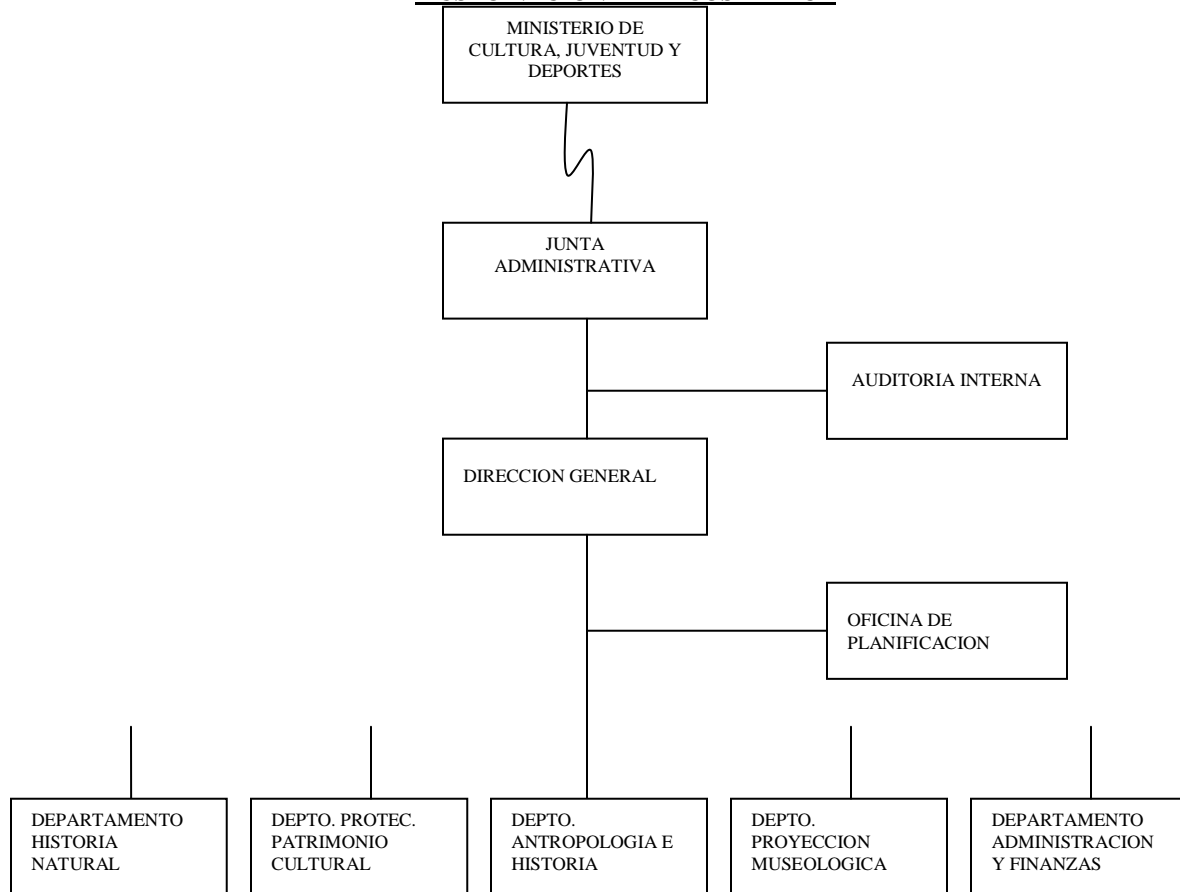 MINISTERIO DE
CULTURA, JUVENTUD Y
DEPORTES
JUNTA
ADMINISTRATIVA
AUDITORIA INTERNA
DIRECCION GENERAL
OFICINA DE
PLANIFICACION
DEPARTAMENTO
HISTORIA
NATURAL
DEPTO. PROTEC.
PATRIMONIO
CULTURAL
DEPTO.
ANTROPOLOGIA E
HISTORIA
DEPTO.
PROYECCION
MUSEOLOGICA
DEPARTAMENTO
ADMINISTRACION
Y FINANZAS